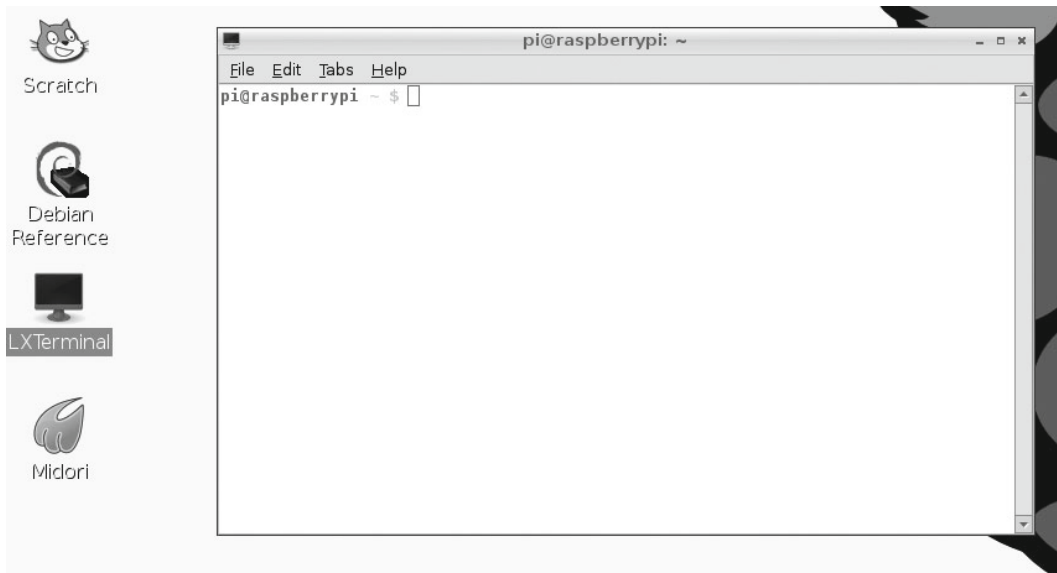 Scratch
Debian
Reference
LXTerminal
Midori
pi@raspberrypi: ~
File Edit Tabs Help
pi@raspberrypi ~ $